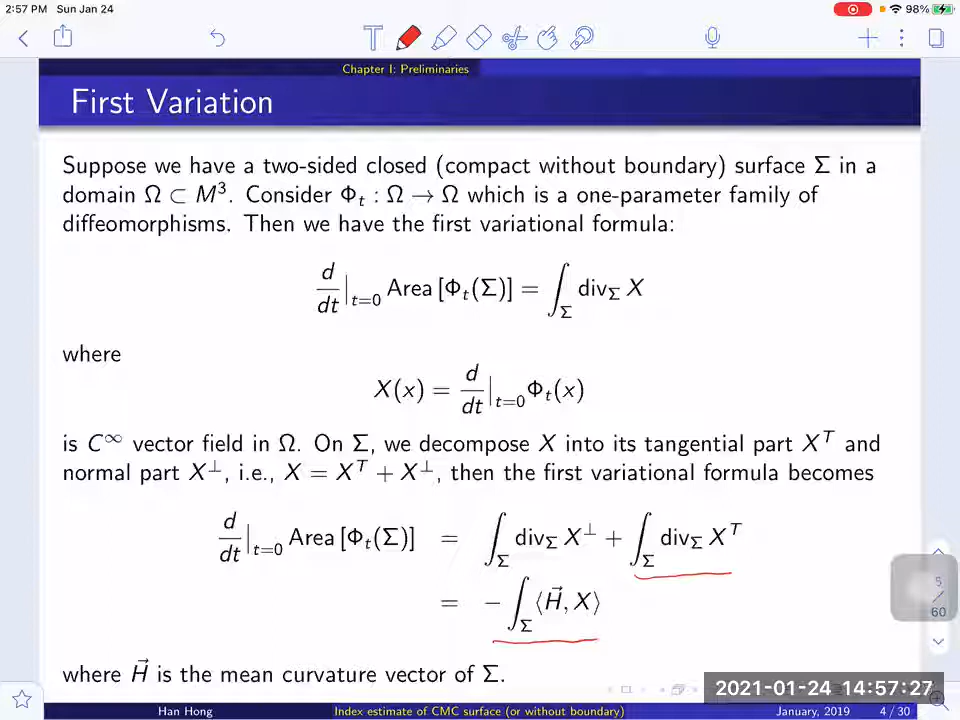 2:57 PM Sun Jan 24
98%
Chapter I: Preliminaries
First Variation
Suppose we have a two-sided closed (compact without boundary) surface Σ in a
domain Ω ⊂ M³. Consider Φₜ : Ω → Ω which is a one-parameter family of
diffeomorphisms. Then we have the first variational formula:
d/dt |ₜ₌₀ Area [Φₜ(Σ)] = ∫_Σ div_Σ X
where
X(x) = d/dt |ₜ₌₀ Φₜ(x)
is C^∞ vector field in Ω. On Σ, we decompose X into its tangential part X^T and
normal part X^⊥, i.e., X = X^T + X^⊥, then the first variational formula becomes
d/dt |ₜ₌₀ Area [Φₜ(Σ)] = ∫_Σ div_Σ X^⊥ + ∫_Σ div_Σ X^T
= − ∫_Σ ⟨H⃗, X⟩
where H⃗ is the mean curvature vector of Σ.
5
/
60
2021-01-24 14:57:27
Han Hong Index estimate of CMC surface (or without boundary) January, 2019 4 / 30